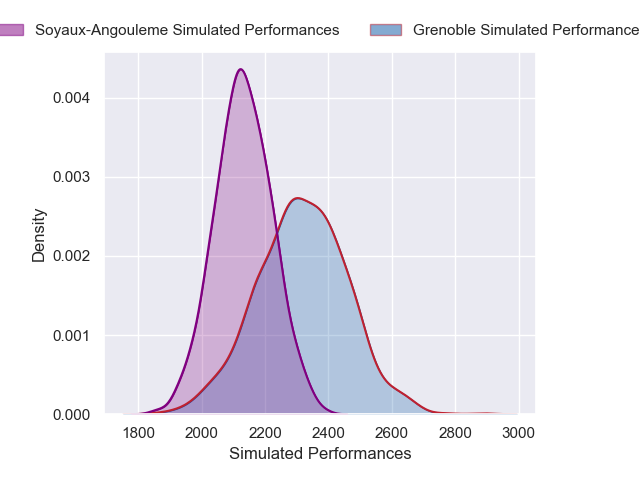 Soyaux-Angouleme Simulated Performances Grenoble Simulated Performance
0.004
0.003
0.002
0.001
0.000
Density
1800 2000 2200 2400 2600 2800 3000
Simulated Performances